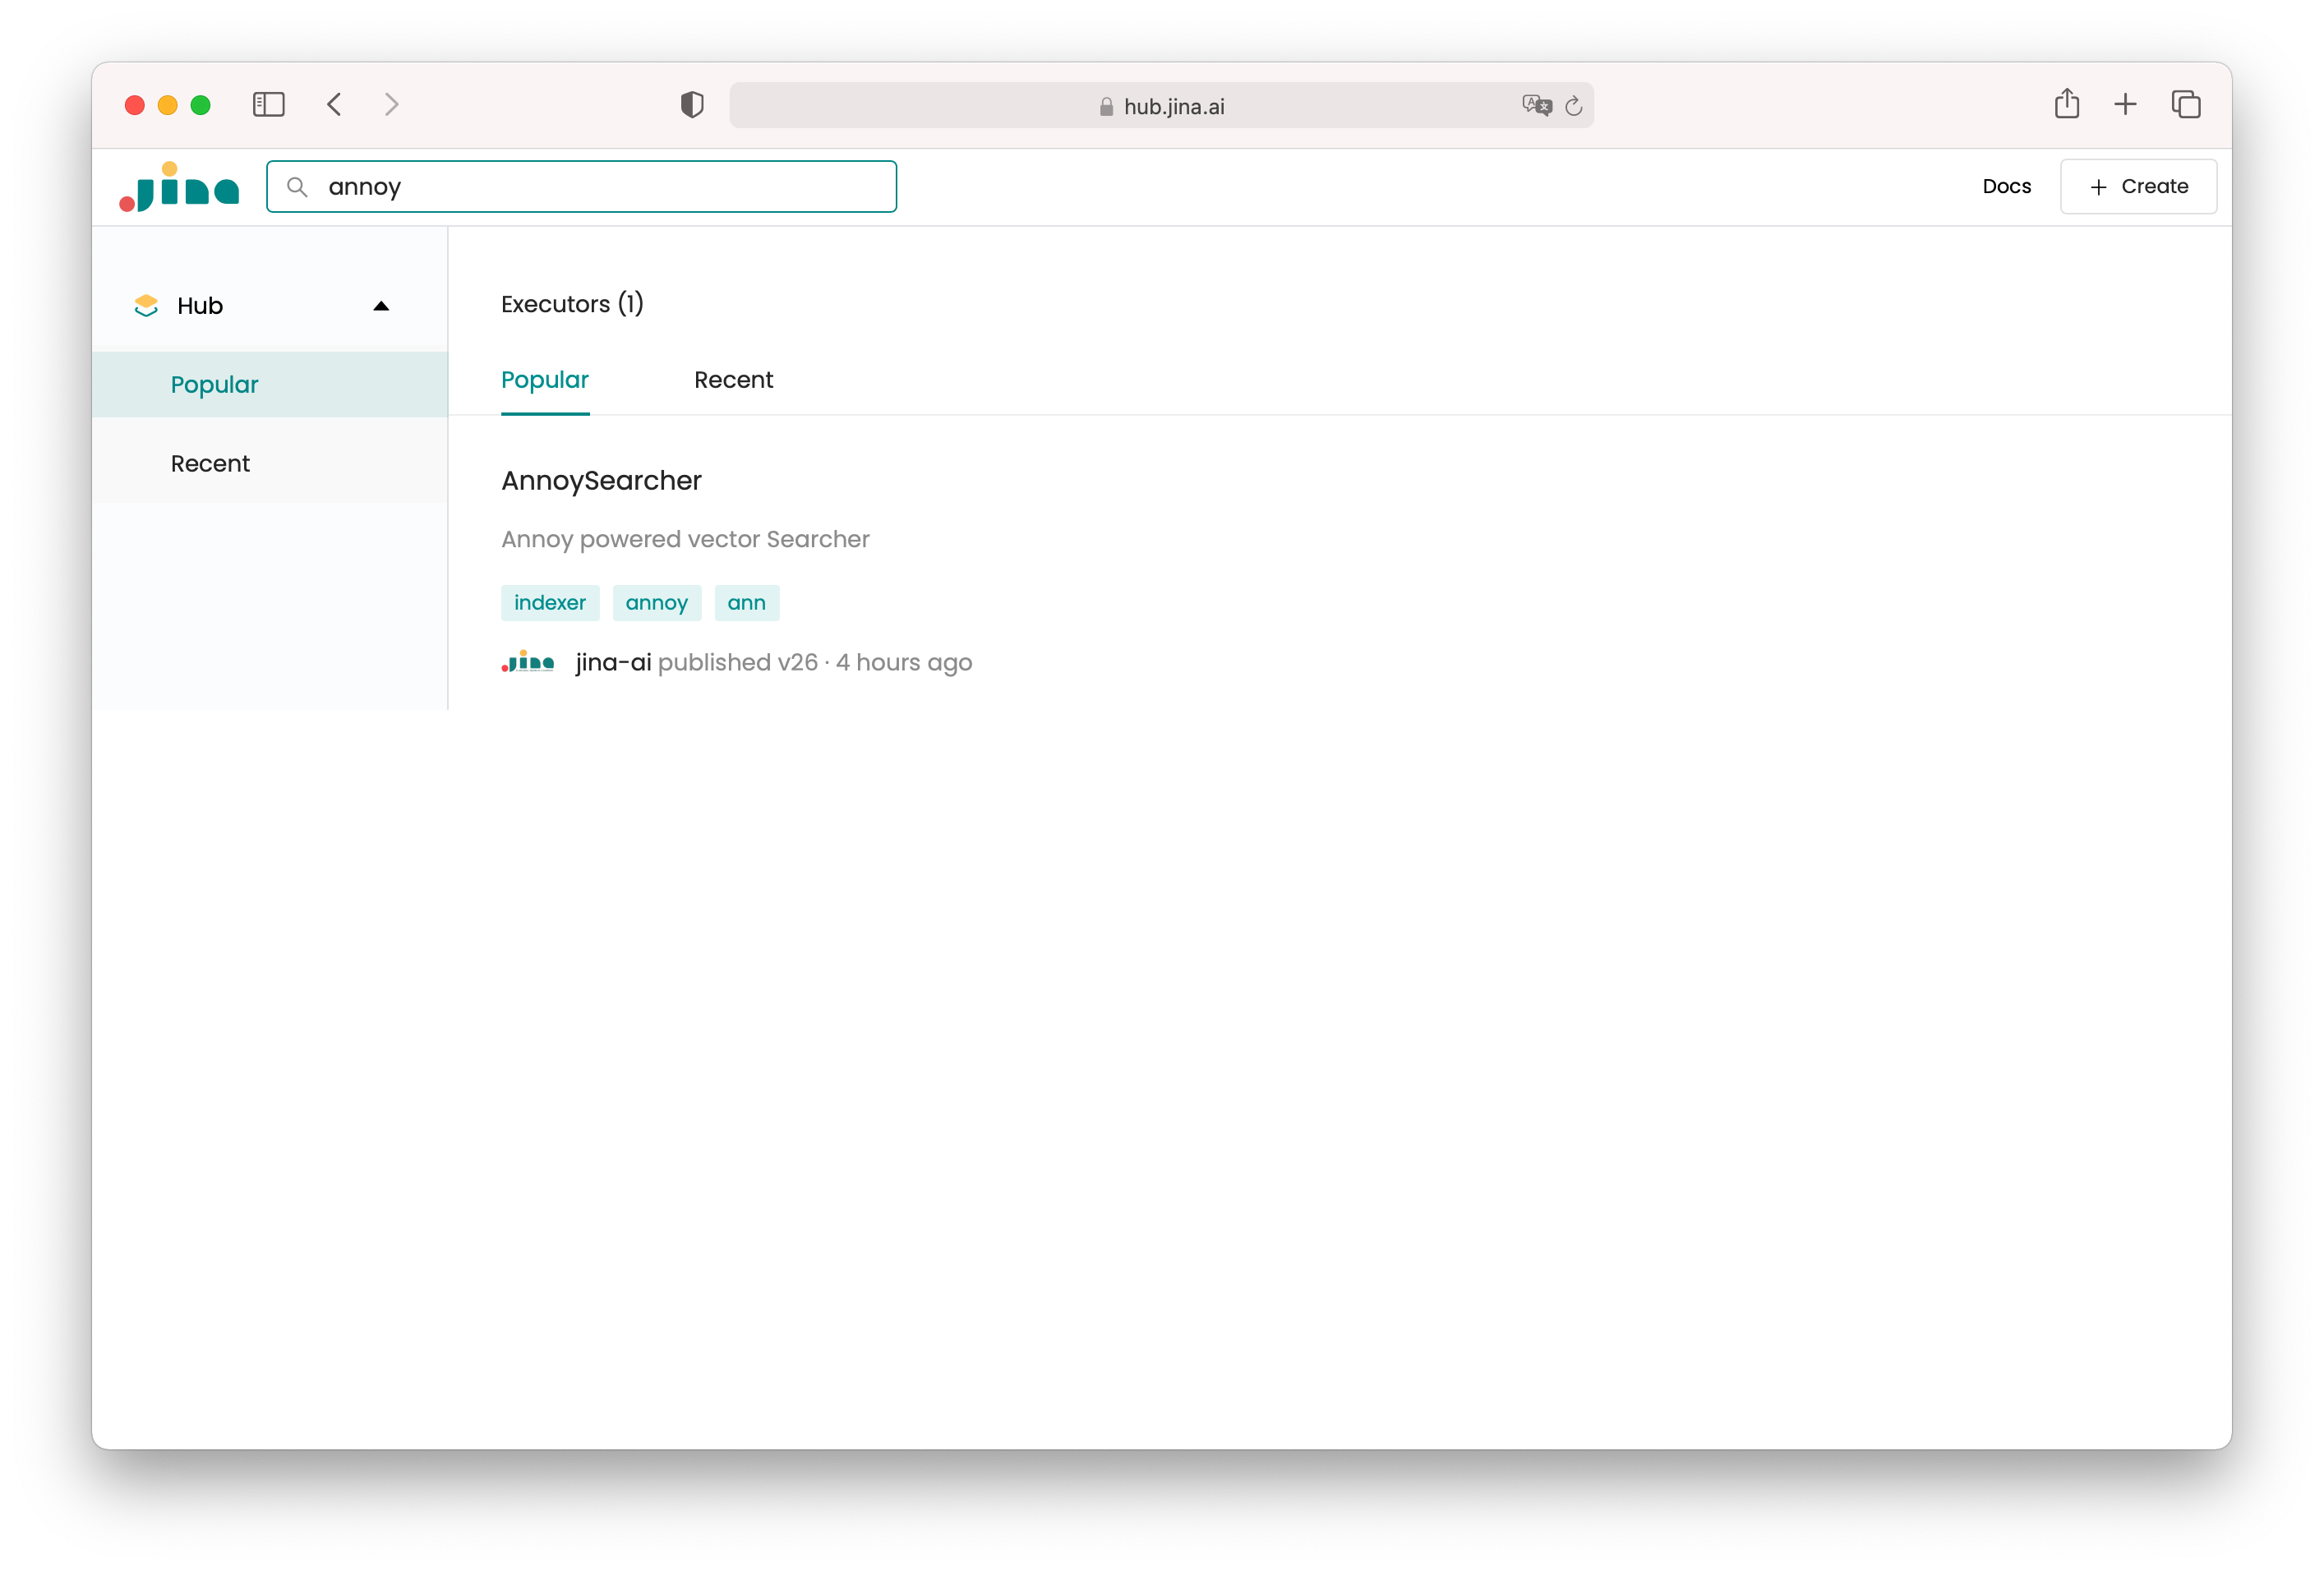 hub.jina.ai
Jina annoy Docs + Create
Hub
Popular
Recent
Executors (1)
Popular Recent
AnnoySearcher
Annoy powered vector Searcher
indexer annoy ann
Jina jina-ai published v26 · 4 hours ago